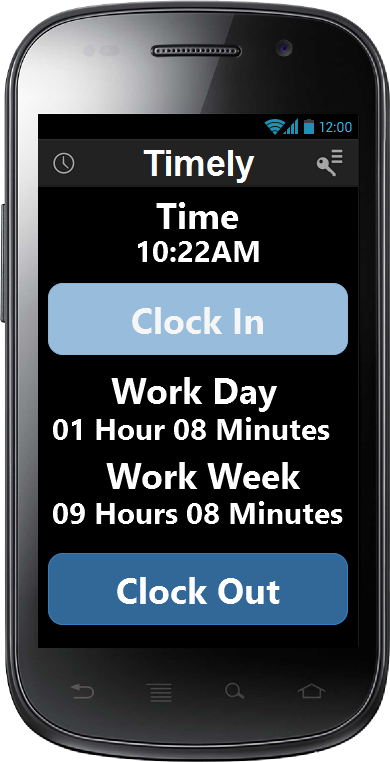 12:00
Timely
Time
10:22AM
Clock In
Work Day
01 Hour 08 Minutes
Work Week
09 Hours 08 Minutes
Clock Out